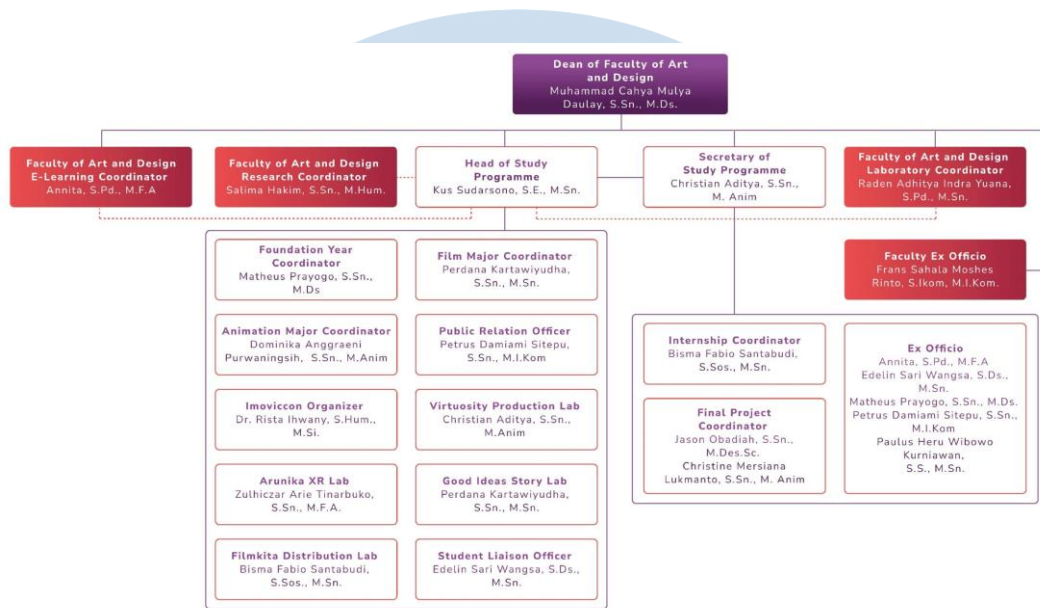 Dean of Faculty of Art
and Design
Muhammad Cahya Mulya
Daulay, S.Sn., M.Ds.
Faculty of Art and Design
E-Learning Coordinator
Annita, S.Pd., M.F.A
Faculty of Art and Design
Research Coordinator
Salima Hakim, S.Sn., M.Hum.
Head of Study
Programme
Kus Sudarsono, S.E., M.Sn.
Secretary of
Study Programme
Christian Aditya, S.Sn.,
M. Anim
Faculty of Art and Design
Laboratory Coordinator
Raden Adhitya Indra Yuana,
S.Pd., M.Sn.
Faculty Ex Officio
Frans Sahala Moshes
Rinto, S.Ikom, M.I.Kom.
Foundation Year
Coordinator
Matheus Prayogo, S.Sn.,
M.Ds
Film Major Coordinator
Perdana Kartawiyudha,
S.Sn., M.Sn.
Animation Major Coordinator
Dominika Anggraeni
Purwaningsih, S.Sn., M.Anim
Public Relation Officer
Petrus Damiami Sitepu,
S.Sn., M.I.Kom
Imoviccon Organizer
Dr. Rista Ihwany, S.Hum.,
M.Si.
Virtuosity Production Lab
Christian Aditya, S.Sn.,
M.Anim
Arunika XR Lab
Zulhiczar Arie Tinarbuko,
S.Sn., M.F.A.
Good Ideas Story Lab
Perdana Kartawiyudha,
S.Sn., M.Sn.
Filmkita Distribution Lab
Bisma Fabio Santabudi,
S.Sos., M.Sn.
Student Liaison Officer
Edelin Sari Wangsa, S.Ds.,
M.Sn.
Internship Coordinator
Bisma Fabio Santabudi,
S.Sos., M.Sn.
Final Project
Coordinator
Jason Obadiah, S.Sn.,
M.Des.Sc.
Christine Mersiana
Lukmanto, S.Sn., M. Anim
Ex Officio
Annita, S.Pd., M.F.A
Edelin Sari Wangsa, S.Ds.,
M.Sn.
Matheus Prayogo, S.Sn., M.Ds.
Petrus Damiami Sitepu, S.Sn.,
M.I.Kom
Paulus Heru Wibowo
Kurniawan,
S.S., M.Sn.